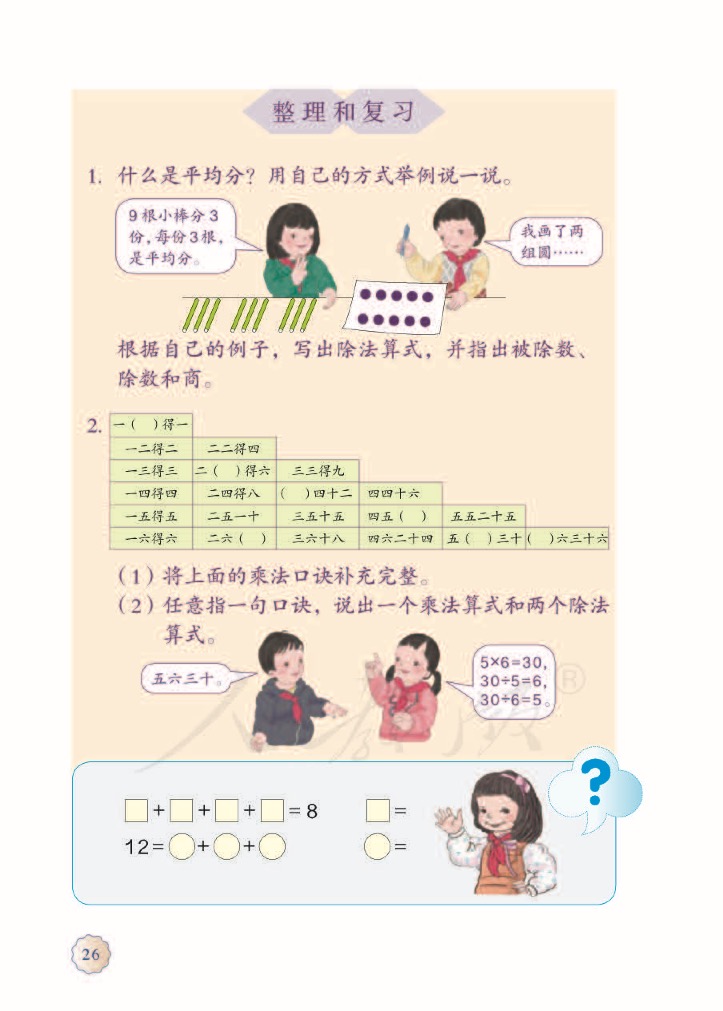 整理和复习
1. 什么是平均分？用自己的方式举例说一说。
9根小棒分3
份，每份3根，
是平均分。
我画了两
组圆……
根据自己的例子，写出除法算式，并指出被除数、
除数和商。
2.
一（ ）得一
一二得二 二二得四
一三得三 二（ ）得六 三三得九
一四得四 二四得八 （ ）四十二 四四十六
一五得五 二五一十 三五十五 四五（ ） 五五二十五
一六得六 二六（ ） 三六十八 四六二十四 五（ ）三十 （ ）六三十六
（1）将上面的乘法口诀补充完整。
（2）任意指一句口诀，说出一个乘法算式和两个除法
算式。
五六三十。
5×6=30,
30÷5=6,
30÷6=5。
人教版®
?
□+□+□+□=8 □=
12=○+○+○ ○=
26